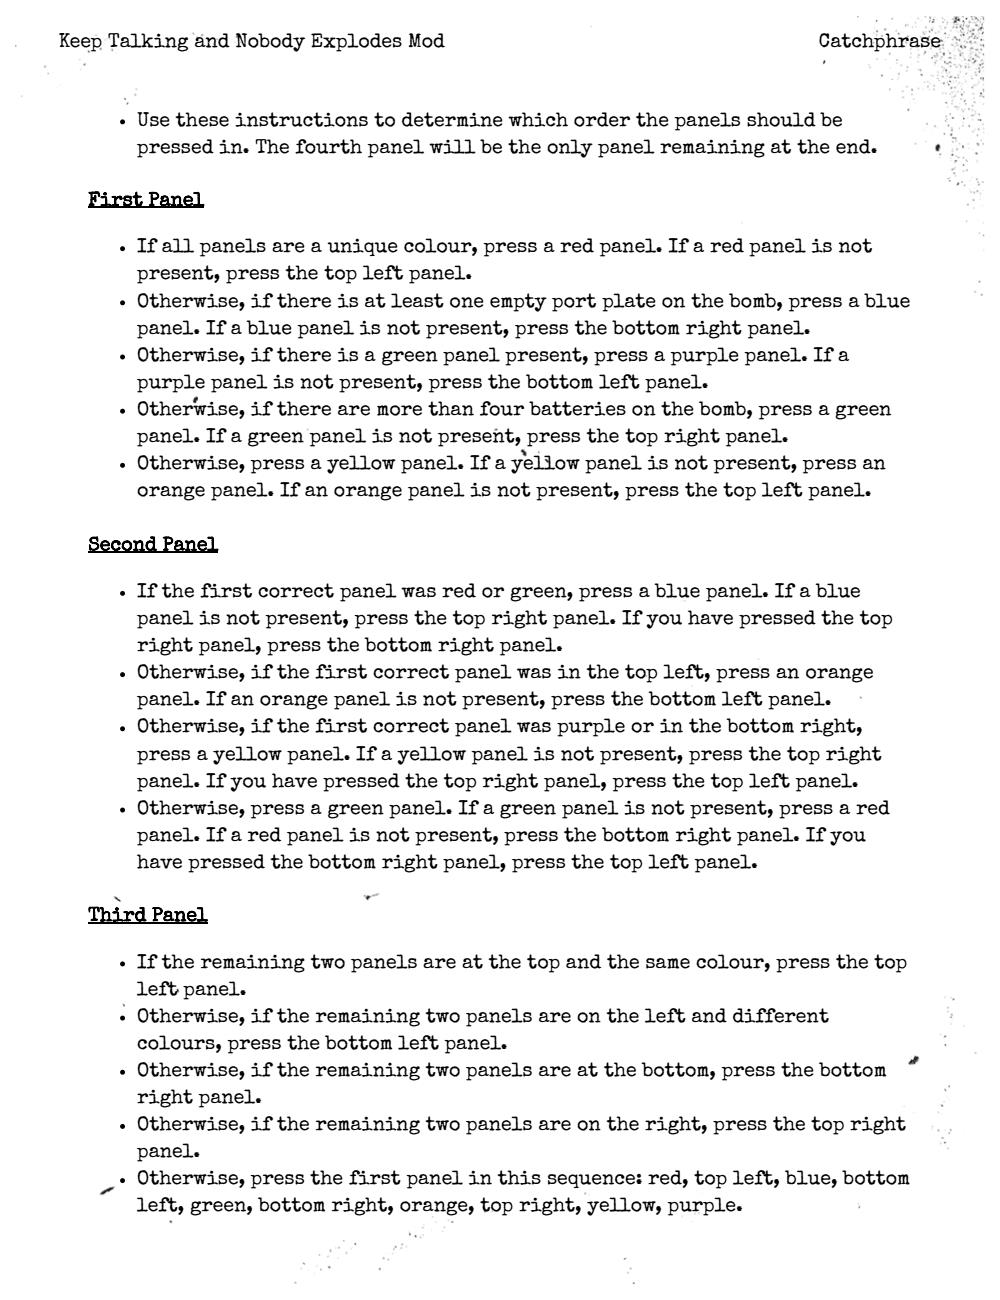 Keep Talking and Nobody Explodes Mod Catchphrase
• Use these instructions to determine which order the panels should be
pressed in. The fourth panel will be the only panel remaining at the end.
First Panel
• If all panels are a unique colour, press a red panel. If a red panel is not
present, press the top left panel.
• Otherwise, if there is at least one empty port plate on the bomb, press a blue
panel. If a blue panel is not present, press the bottom right panel.
• Otherwise, if there is a green panel present, press a purple panel. If a
purple panel is not present, press the bottom left panel.
• Otherwise, if there are more than four batteries on the bomb, press a green
panel. If a green panel is not present, press the top right panel.
• Otherwise, press a yellow panel. If a yellow panel is not present, press an
orange panel. If an orange panel is not present, press the top left panel.
Second Panel
• If the first correct panel was red or green, press a blue panel. If a blue
panel is not present, press the top right panel. If you have pressed the top
right panel, press the bottom right panel.
• Otherwise, if the first correct panel was in the top left, press an orange
panel. If an orange panel is not present, press the bottom left panel.
• Otherwise, if the first correct panel was purple or in the bottom right,
press a yellow panel. If a yellow panel is not present, press the top right
panel. If you have pressed the top right panel, press the top left panel.
• Otherwise, press a green panel. If a green panel is not present, press a red
panel. If a red panel is not present, press the bottom right panel. If you
have pressed the bottom right panel, press the top left panel.
Third Panel
• If the remaining two panels are at the top and the same colour, press the top
left panel.
• Otherwise, if the remaining two panels are on the left and different
colours, press the bottom left panel.
• Otherwise, if the remaining two panels are at the bottom, press the bottom
right panel.
• Otherwise, if the remaining two panels are on the right, press the top right
panel.
• Otherwise, press the first panel in this sequence: red, top left, blue, bottom
left, green, bottom right, orange, top right, yellow, purple.